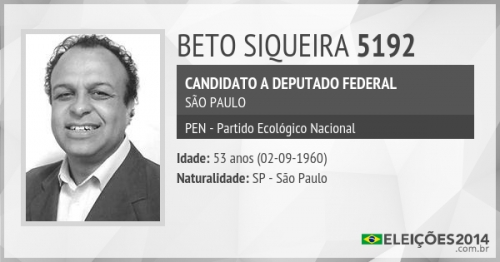 BETO SIQUEIRA 5192
CANDIDATO A DEPUTADO FEDERAL
SÃO PAULO
PEN - Partido Ecológico Nacional
Idade: 53 anos (02-09-1960)
Naturalidade: SP - São Paulo
ELEIÇÕES2014
.com.br